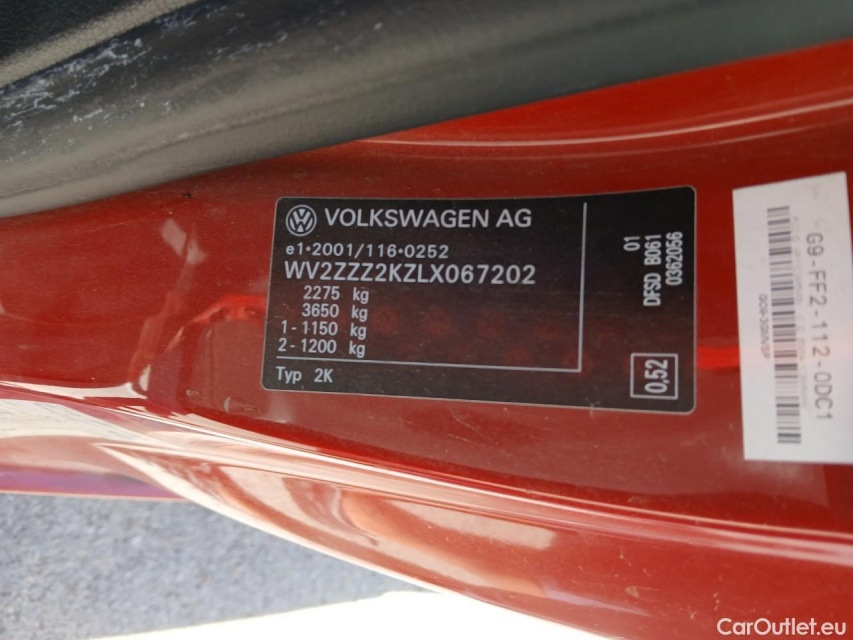 VOLKSWAGEN AG
e1*2001/116*0252
WV2ZZZ2KZLX067202
2275 kg
3650 kg
1 - 1150 kg
2 - 1200 kg
Typ 2K
01
DFSD B061
0362056
0,52
G9-FF2-112-0DC1
CarOutlet.eu